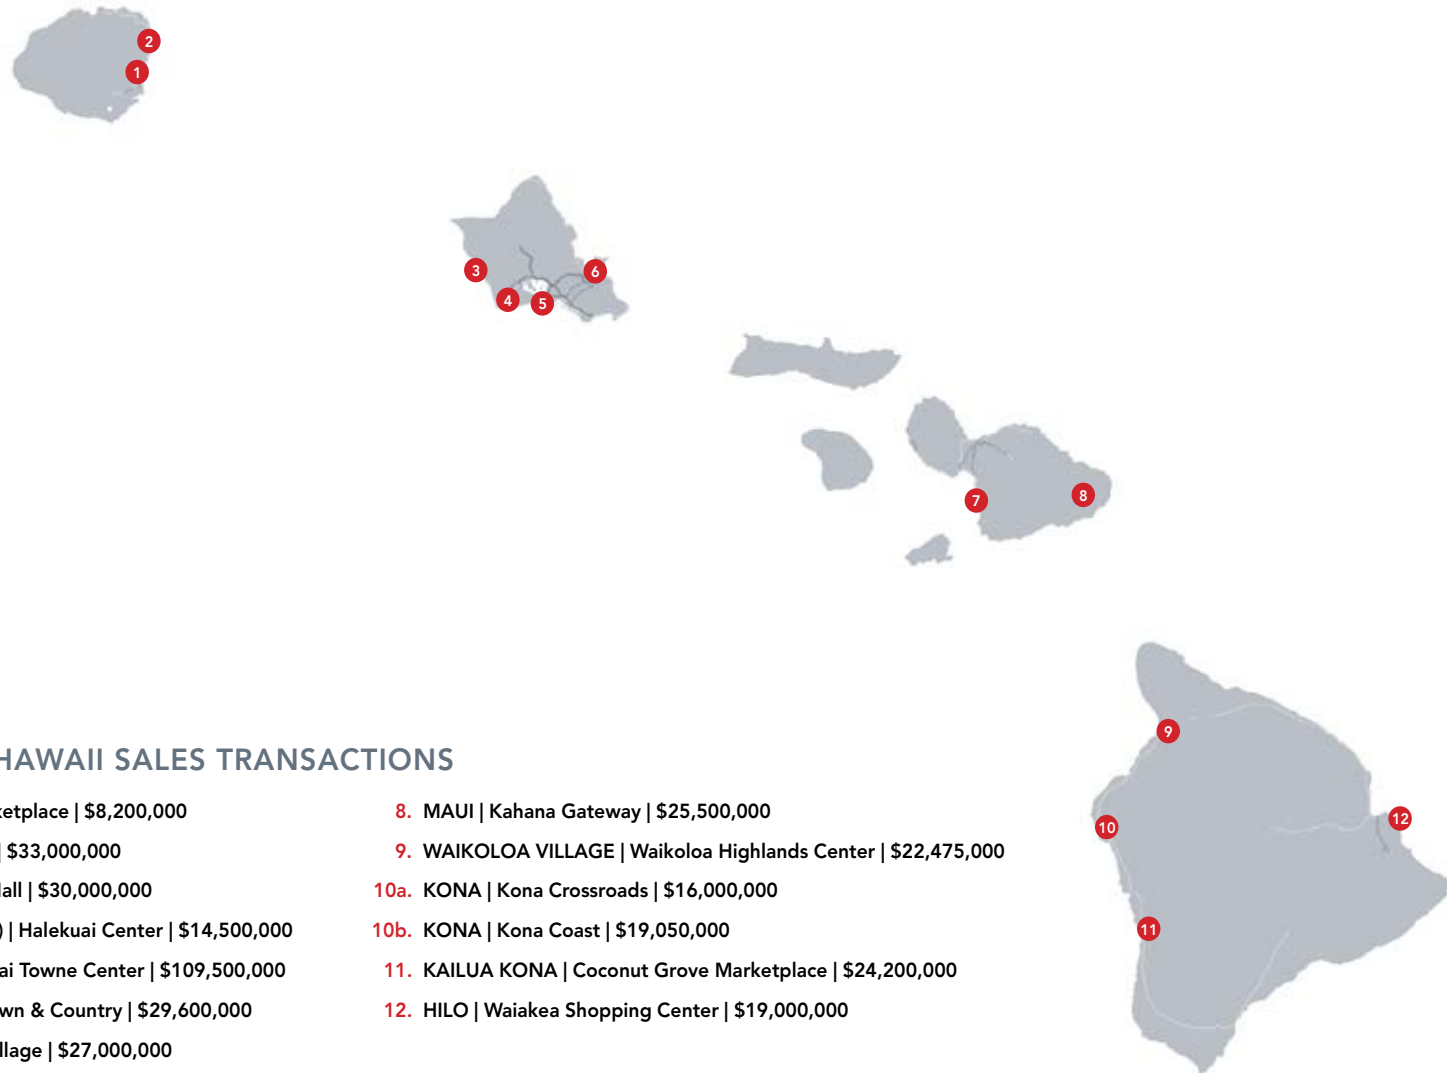 2
1
3
6
4
5
7
8
9
10
12
11
HAWAII SALES TRANSACTIONS
ketplace | $8,200,000
| $33,000,000
all | $30,000,000
) | Halekuai Center | $14,500,000
ai Towne Center | $109,500,000
wn & Country | $29,600,000
llage | $27,000,000
8. MAUI | Kahana Gateway | $25,500,000
9. WAIKOLOA VILLAGE | Waikoloa Highlands Center | $22,475,000
10a. KONA | Kona Crossroads | $16,000,000
10b. KONA | Kona Coast | $19,050,000
11. KAILUA KONA | Coconut Grove Marketplace | $24,200,000
12. HILO | Waiakea Shopping Center | $19,000,000